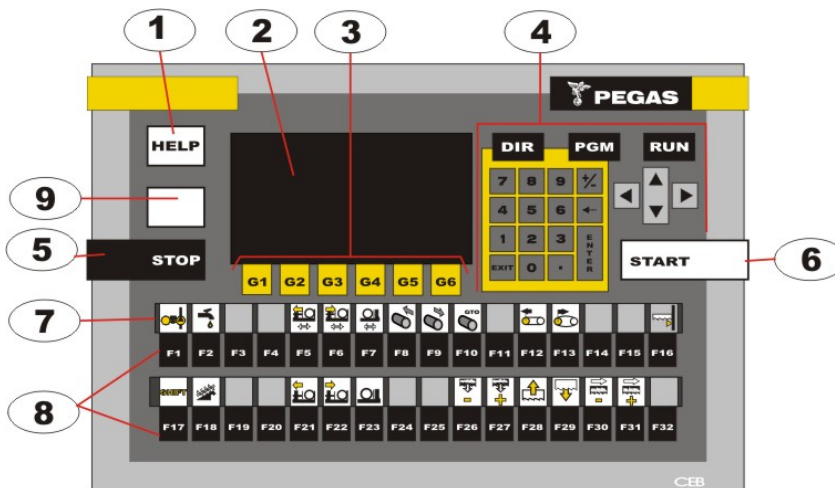 1 2 3 4
PEGAS
HELP
DIR PGM RUN
7 8 9 +/-
9
4 5 6 ←
5
STOP
1 2 3 ENTER
START
6
EXIT 0 .
G1 G2 G3 G4 G5 G6
7
GTO
F1 F2 F3 F4 F5 F6 F7 F8 F9 F10 F11 F12 F13 F14 F15 F16
8
SHIFT - + - +
F17 F18 F19 F20 F21 F22 F23 F24 F25 F26 F27 F28 F29 F30 F31 F32
CEB